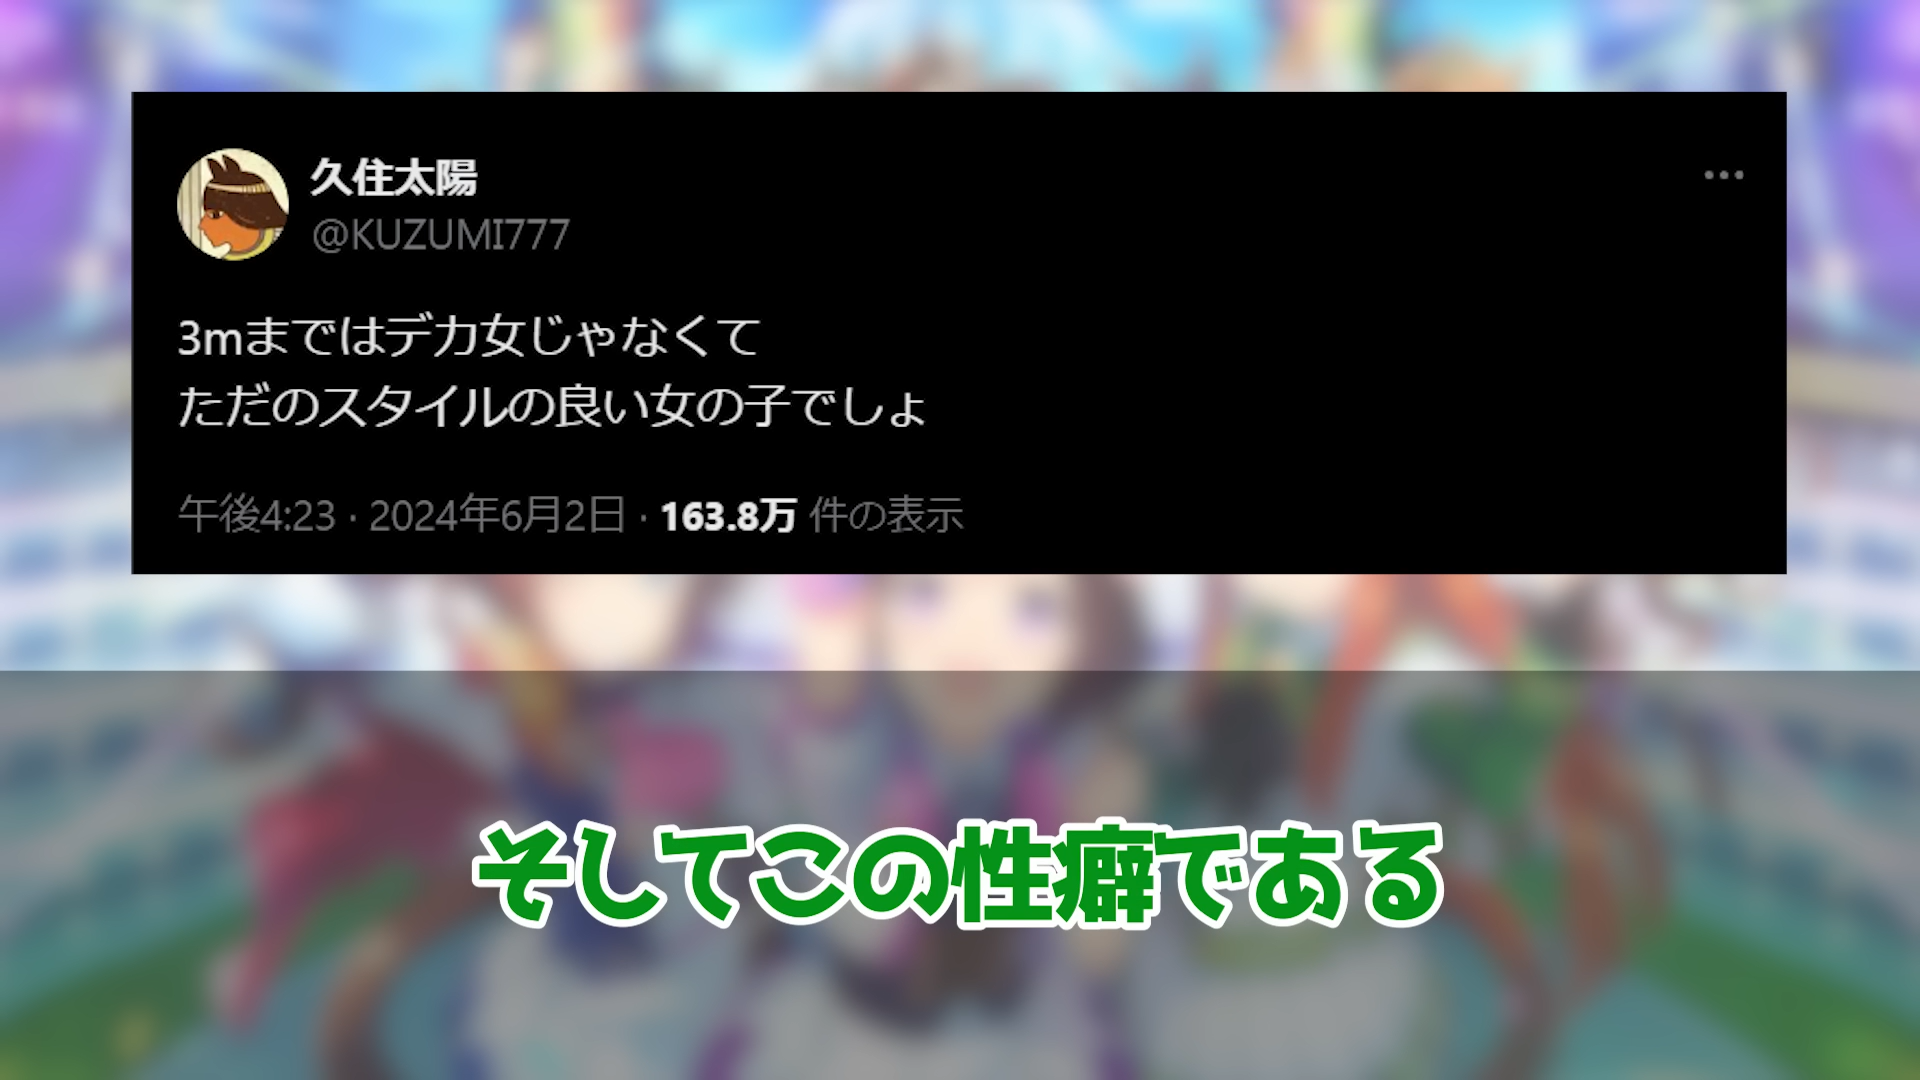 久住太陽
@KUZUMI777
3mまではデカ女じゃなくて
ただのスタイルの良い女の子でしょ
午後4:23 · 2024年6月2日 · 163.8万 件の表示
そしてこの性癖である